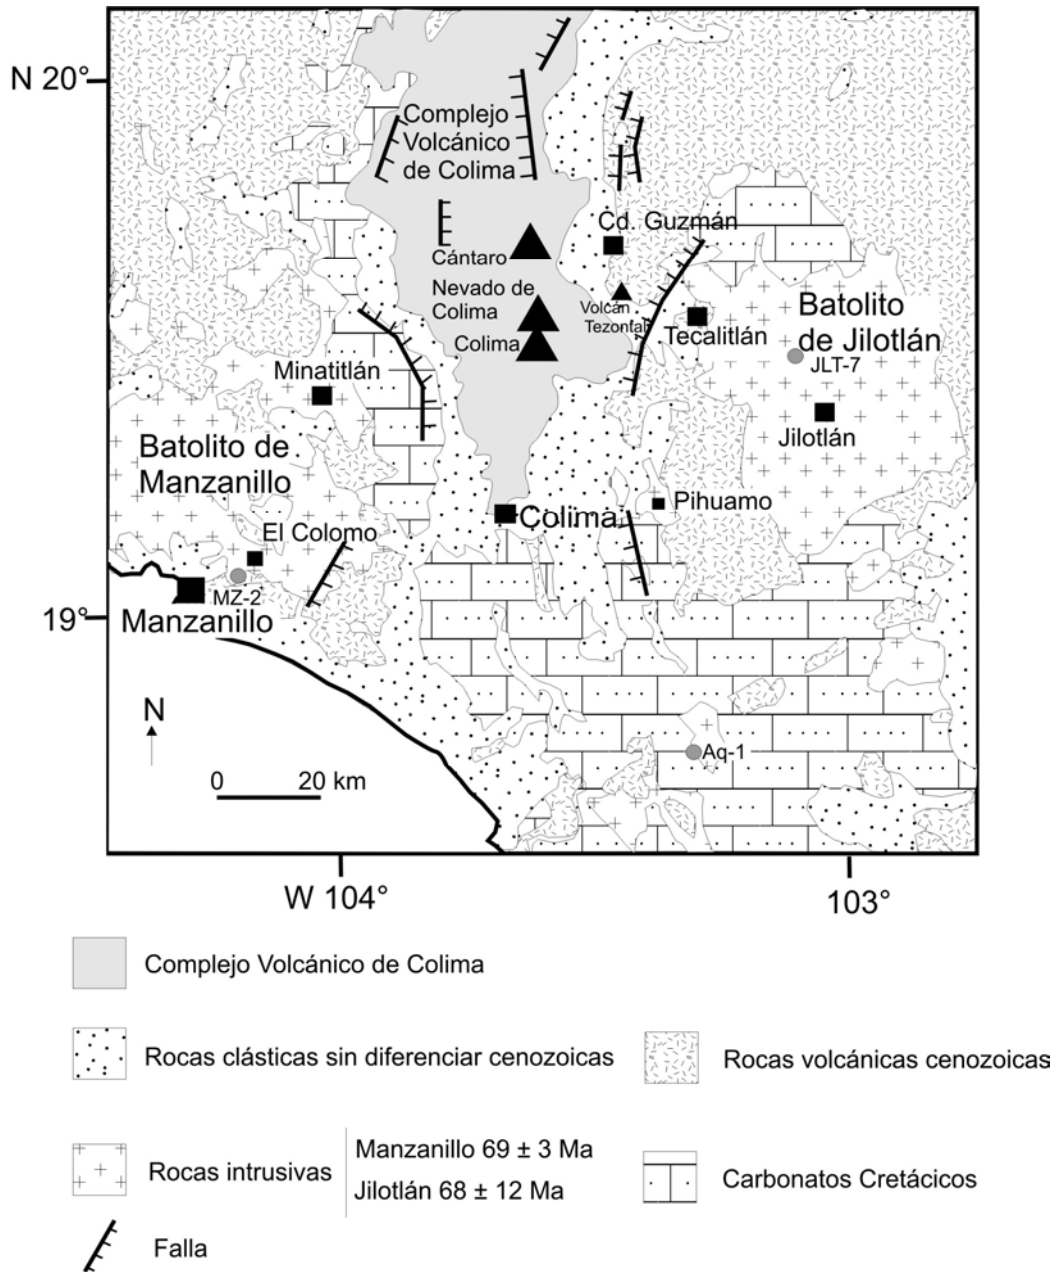 N 20°
Complejo
Volcánico
de Colima
Cd. Guzmán
Cántaro
Nevado de
Colima
Volcán
Tezontal
Colima
Tecalitlán
Batolito
de Jilotlán
JLT-7
Minatitlán
Jilotlán
Batolito de
Manzanillo
Pihuamo
Colima
El Colomo
MZ-2
19°
Manzanillo
N
Aq-1
0 20 km
W 104° 103°
Complejo Volcánico de Colima
Rocas clásticas sin diferenciar cenozoicas
Rocas volcánicas cenozoicas
Rocas intrusivas
Manzanillo 69 ± 3 Ma
Jilotlán 68 ± 12 Ma
Carbonatos Cretácicos
Falla